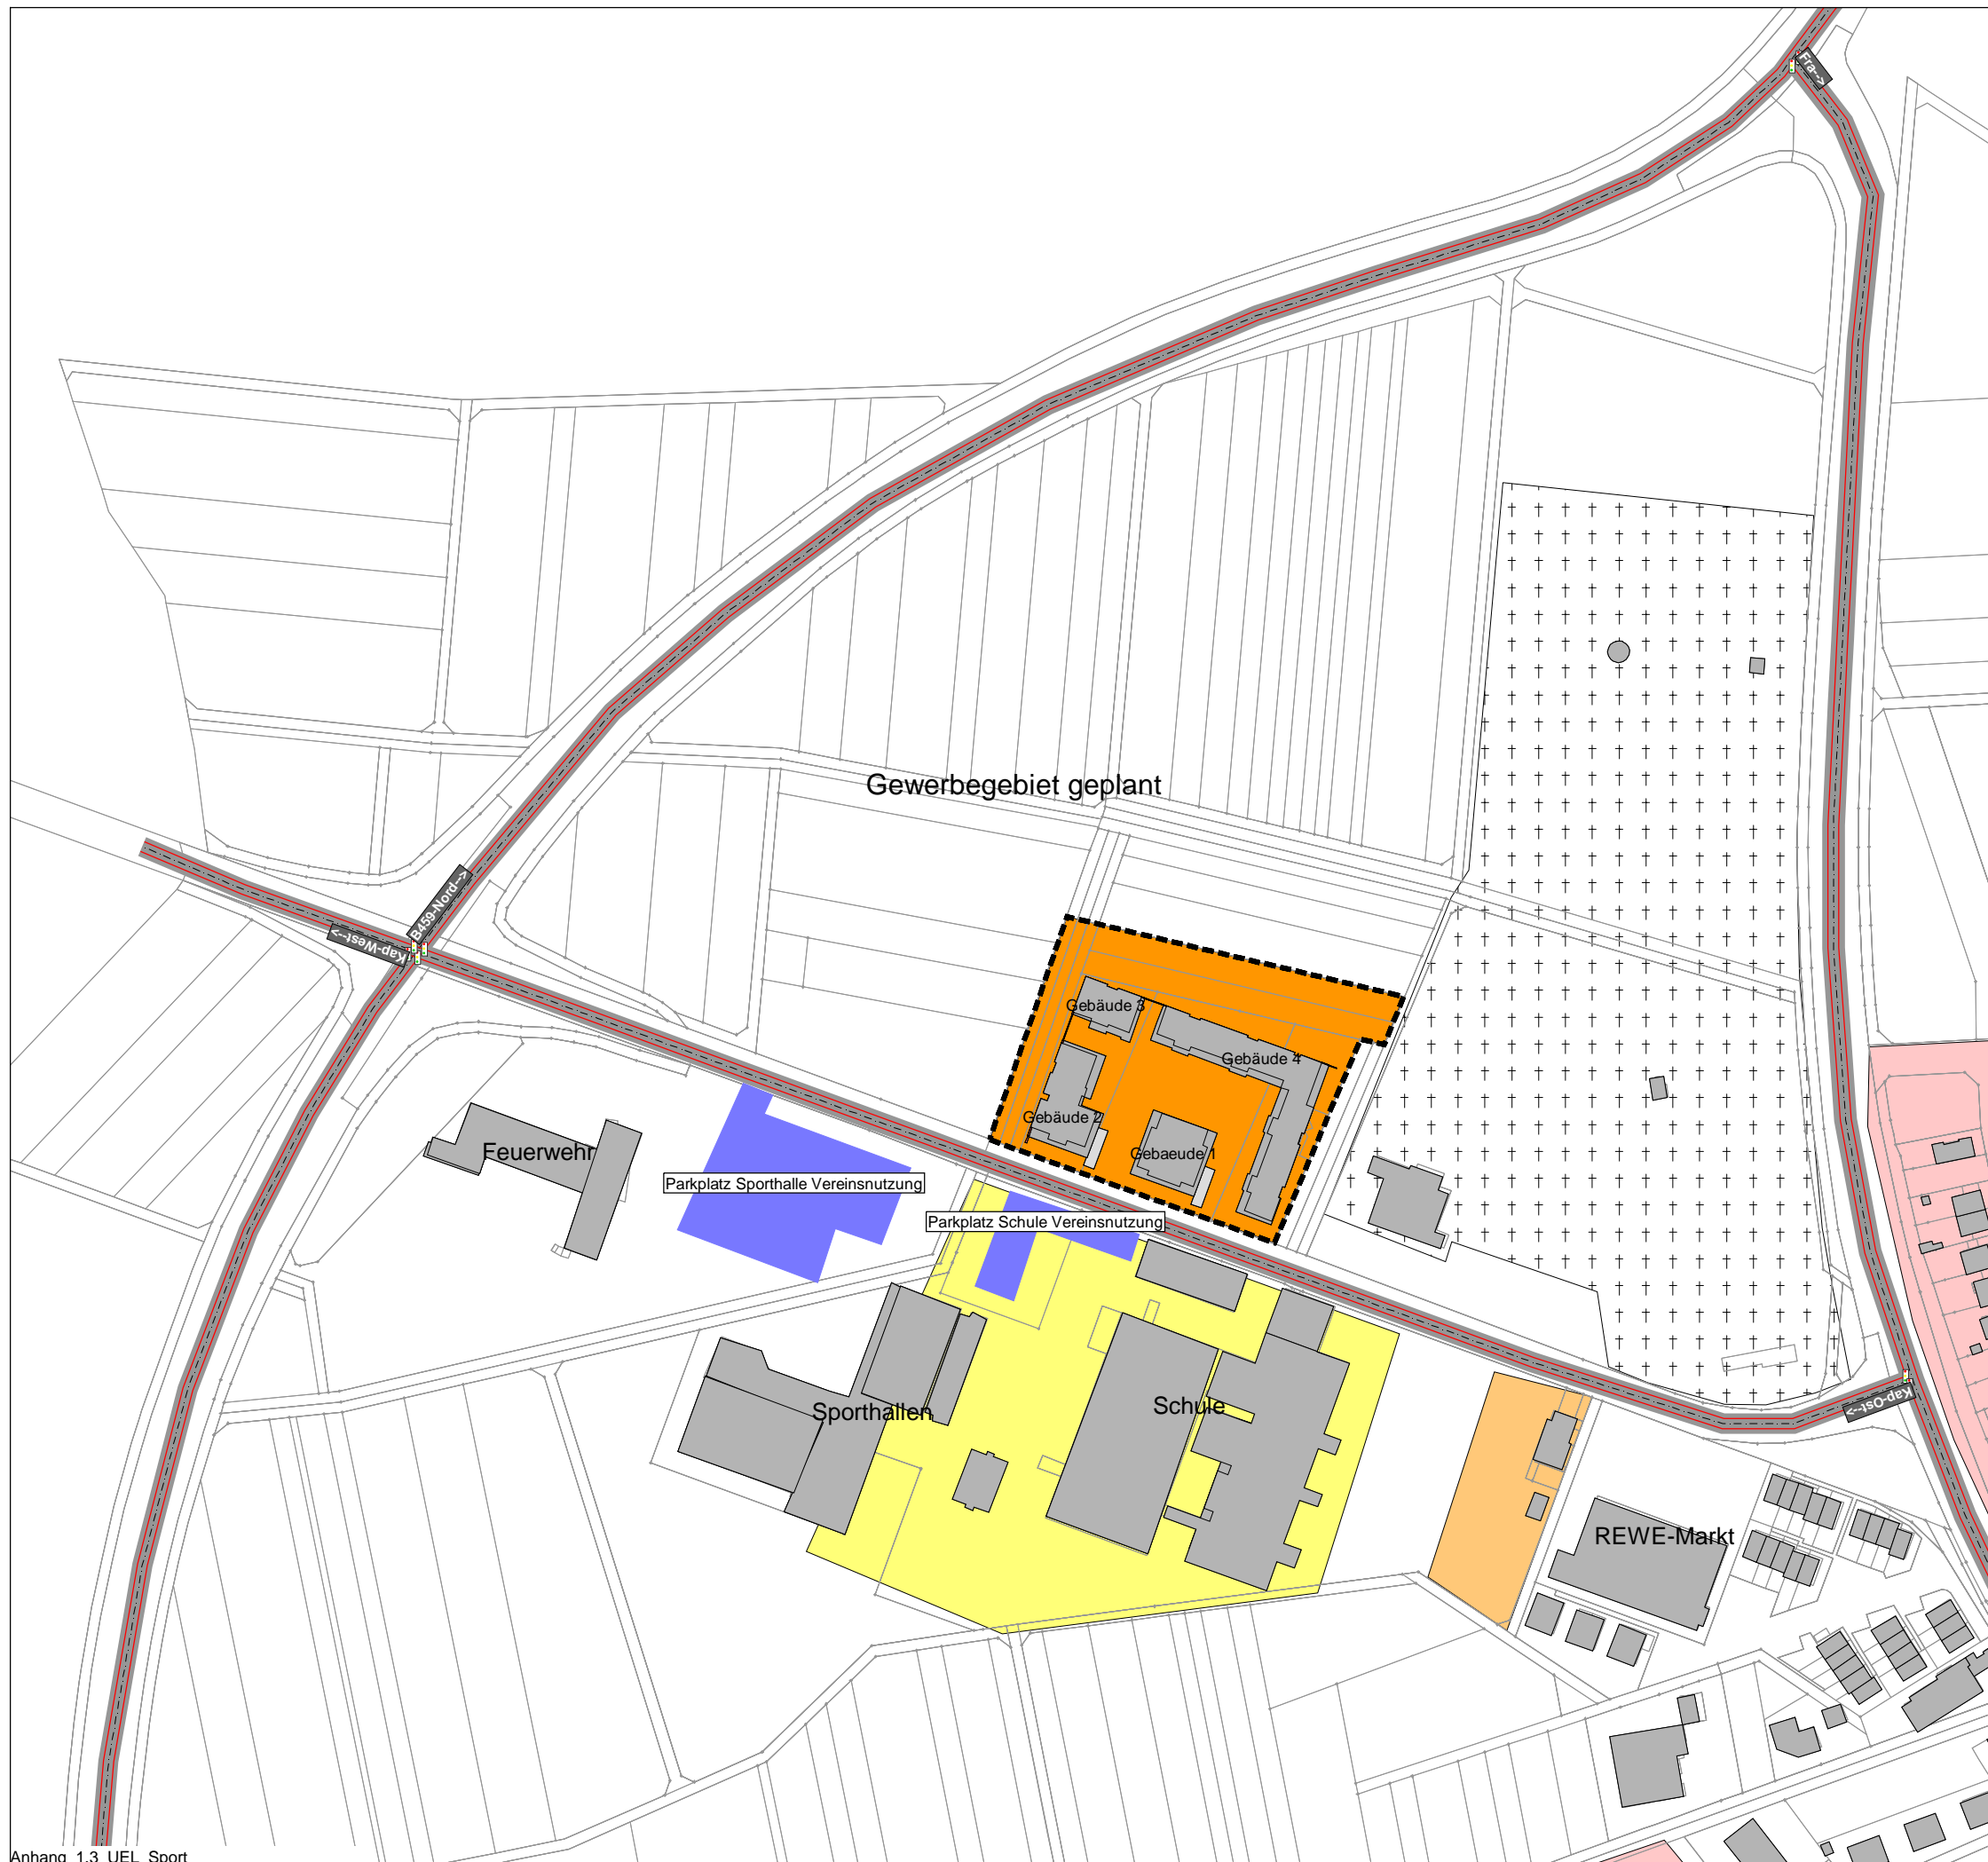 Fra-->
Gewerbegebiet geplant
B459-Nord-->
Kap-West-->
Gebäude 3
Gebäude 4
Gebäude 2
Gebaeude 1
Feuerwehr
Parkplatz Sporthalle Vereinsnutzung
Parkplatz Schule Vereinsnutzung
Sporthallen
Schule
Kap-Ost-->
REWE-Markt
Anhang_1.3_UEL_Sport